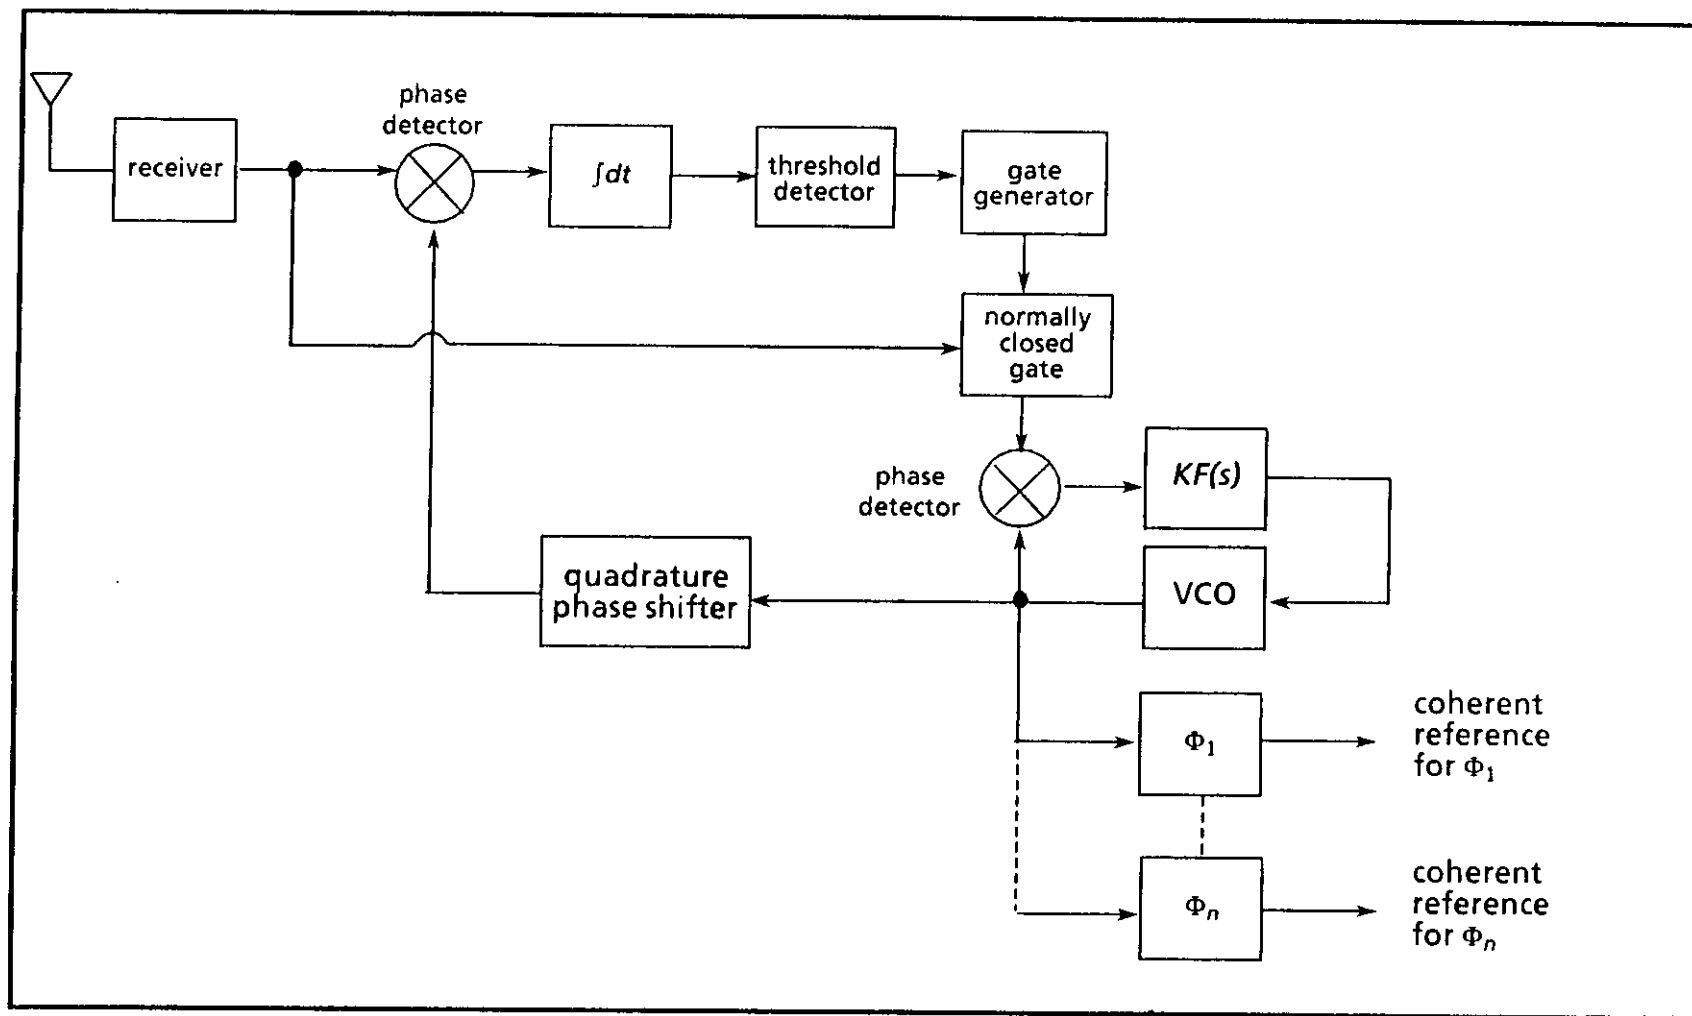 phase
detector
receiver
∫dt
threshold
detector
gate
generator
normally
closed
gate
phase
detector
KF(s)
quadrature
phase shifter
VCO
Φ1
coherent
reference
for Φ1
Φn
coherent
reference
for Φn